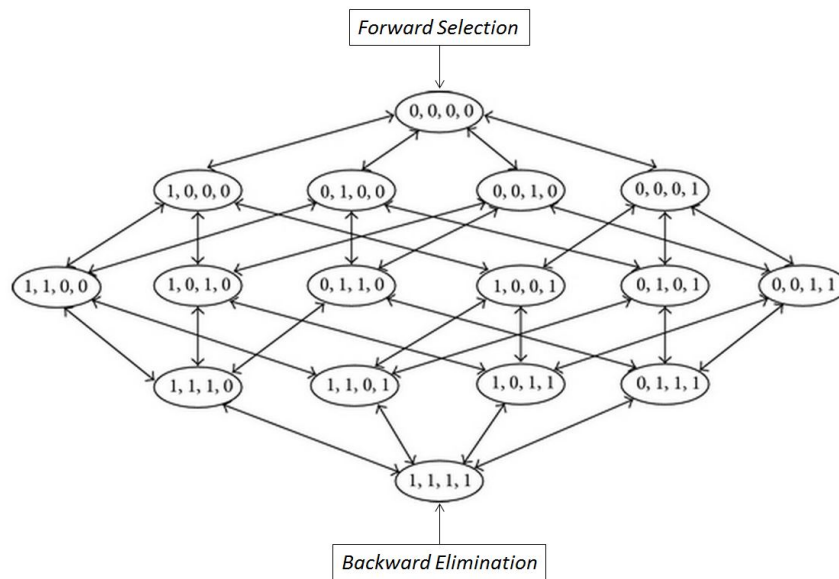 Forward Selection
0, 0, 0, 0
1, 0, 0, 0
0, 1, 0, 0
0, 0, 1, 0
0, 0, 0, 1
1, 1, 0, 0
1, 0, 1, 0
0, 1, 1, 0
1, 0, 0, 1
0, 1, 0, 1
0, 0, 1, 1
1, 1, 1, 0
1, 1, 0, 1
1, 0, 1, 1
0, 1, 1, 1
1, 1, 1, 1
Backward Elimination